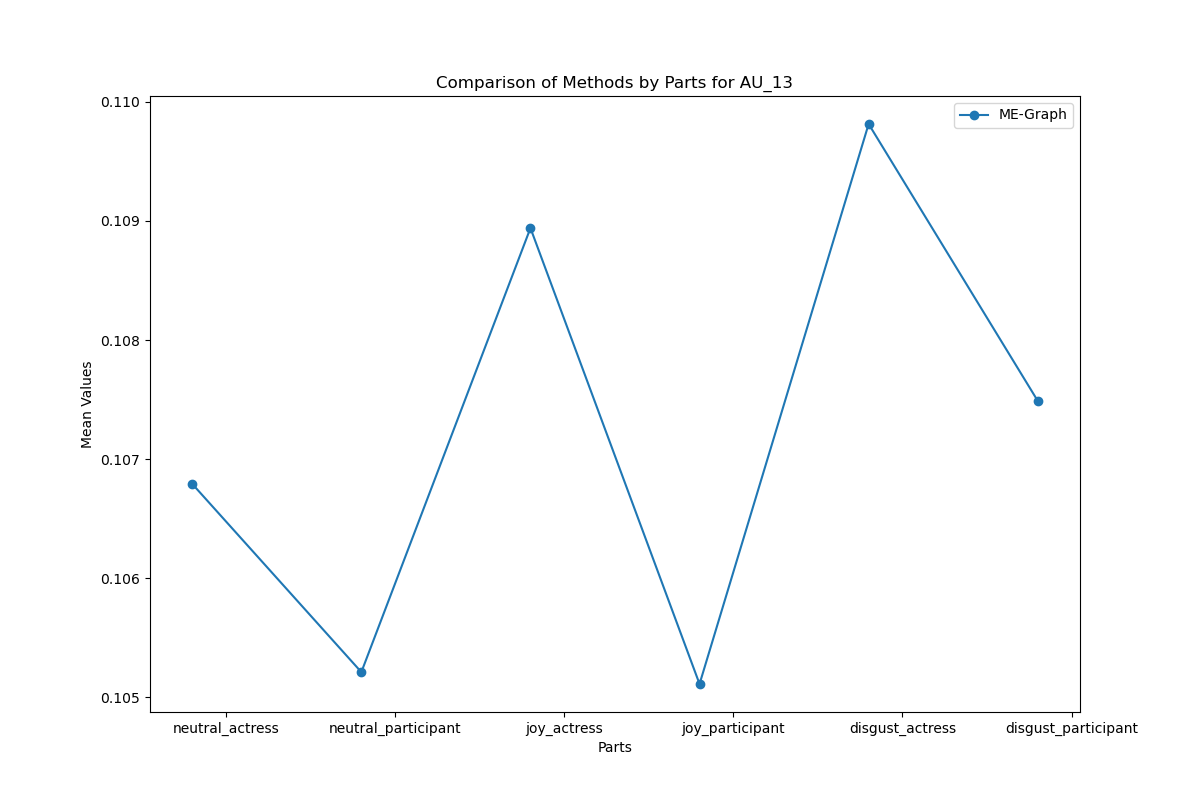 Comparison of Methods by Parts for AU_13
ME-Graph
0.110
0.109
0.108
0.107
0.106
0.105
Mean Values
neutral_actress neutral_participant joy_actress joy_participant disgust_actress disgust_participant
Parts